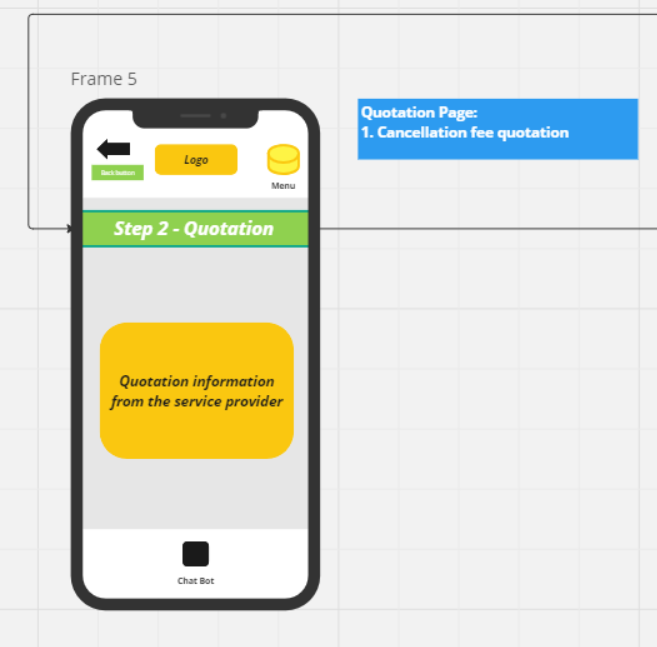 Frame 5
Quotation Page:
1. Cancellation fee quotation
Back button
Logo
Menu
Step 2 - Quotation
Quotation information
from the service provider
Chat Bot